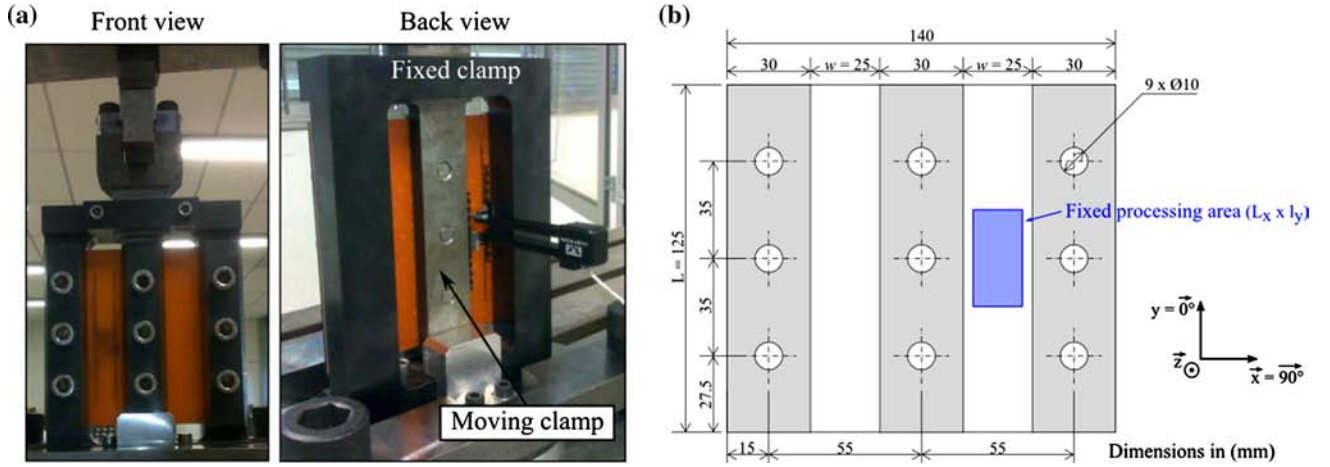 (a)
Front view
Back view
Fixed clamp
Moving clamp
(b)
140
30
w = 25
30
w = 25
30
9 x Ø10
L = 125
35
35
27.5
Fixed processing area (Lx x ly)
y = 0°
z
x = 90°
15
55
55
Dimensions in (mm)